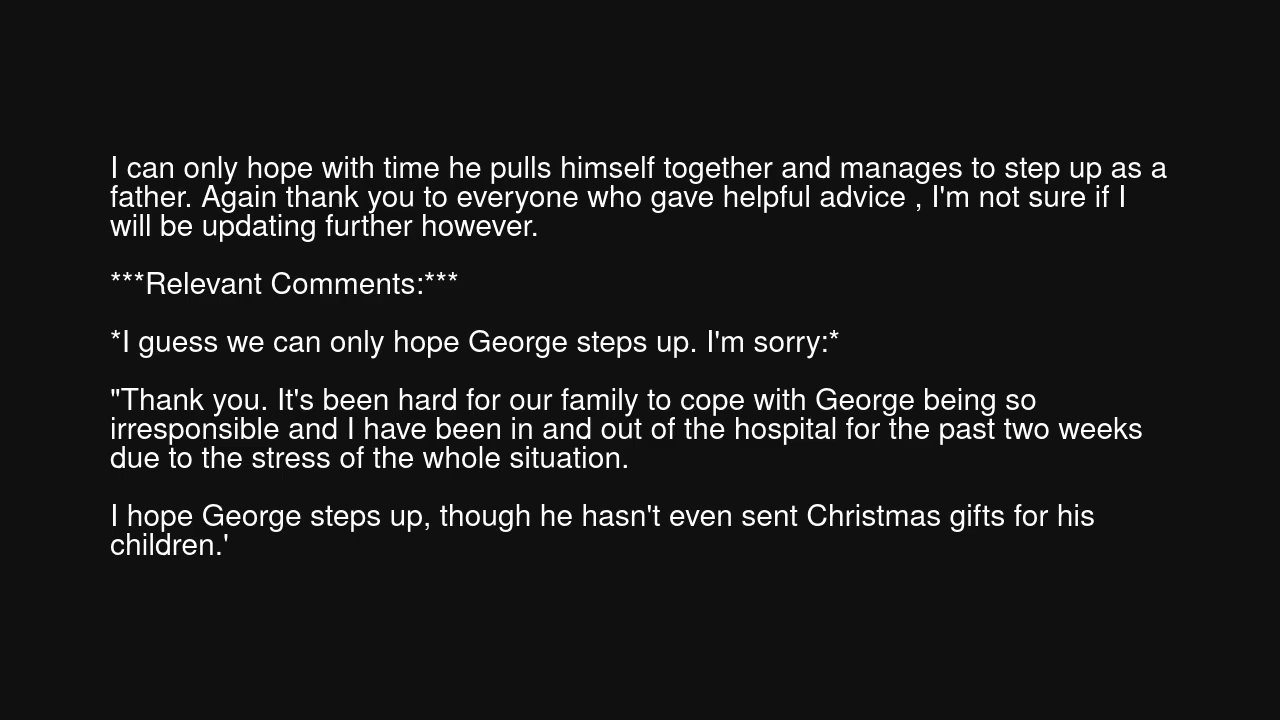 I can only hope with time he pulls himself together and manages to step up as a
father. Again thank you to everyone who gave helpful advice , I'm not sure if I
will be updating further however.
***Relevant Comments:***
*I guess we can only hope George steps up. I'm sorry:*
"Thank you. It's been hard for our family to cope with George being so
irresponsible and I have been in and out of the hospital for the past two weeks
due to the stress of the whole situation.
I hope George steps up, though he hasn't even sent Christmas gifts for his
children.'